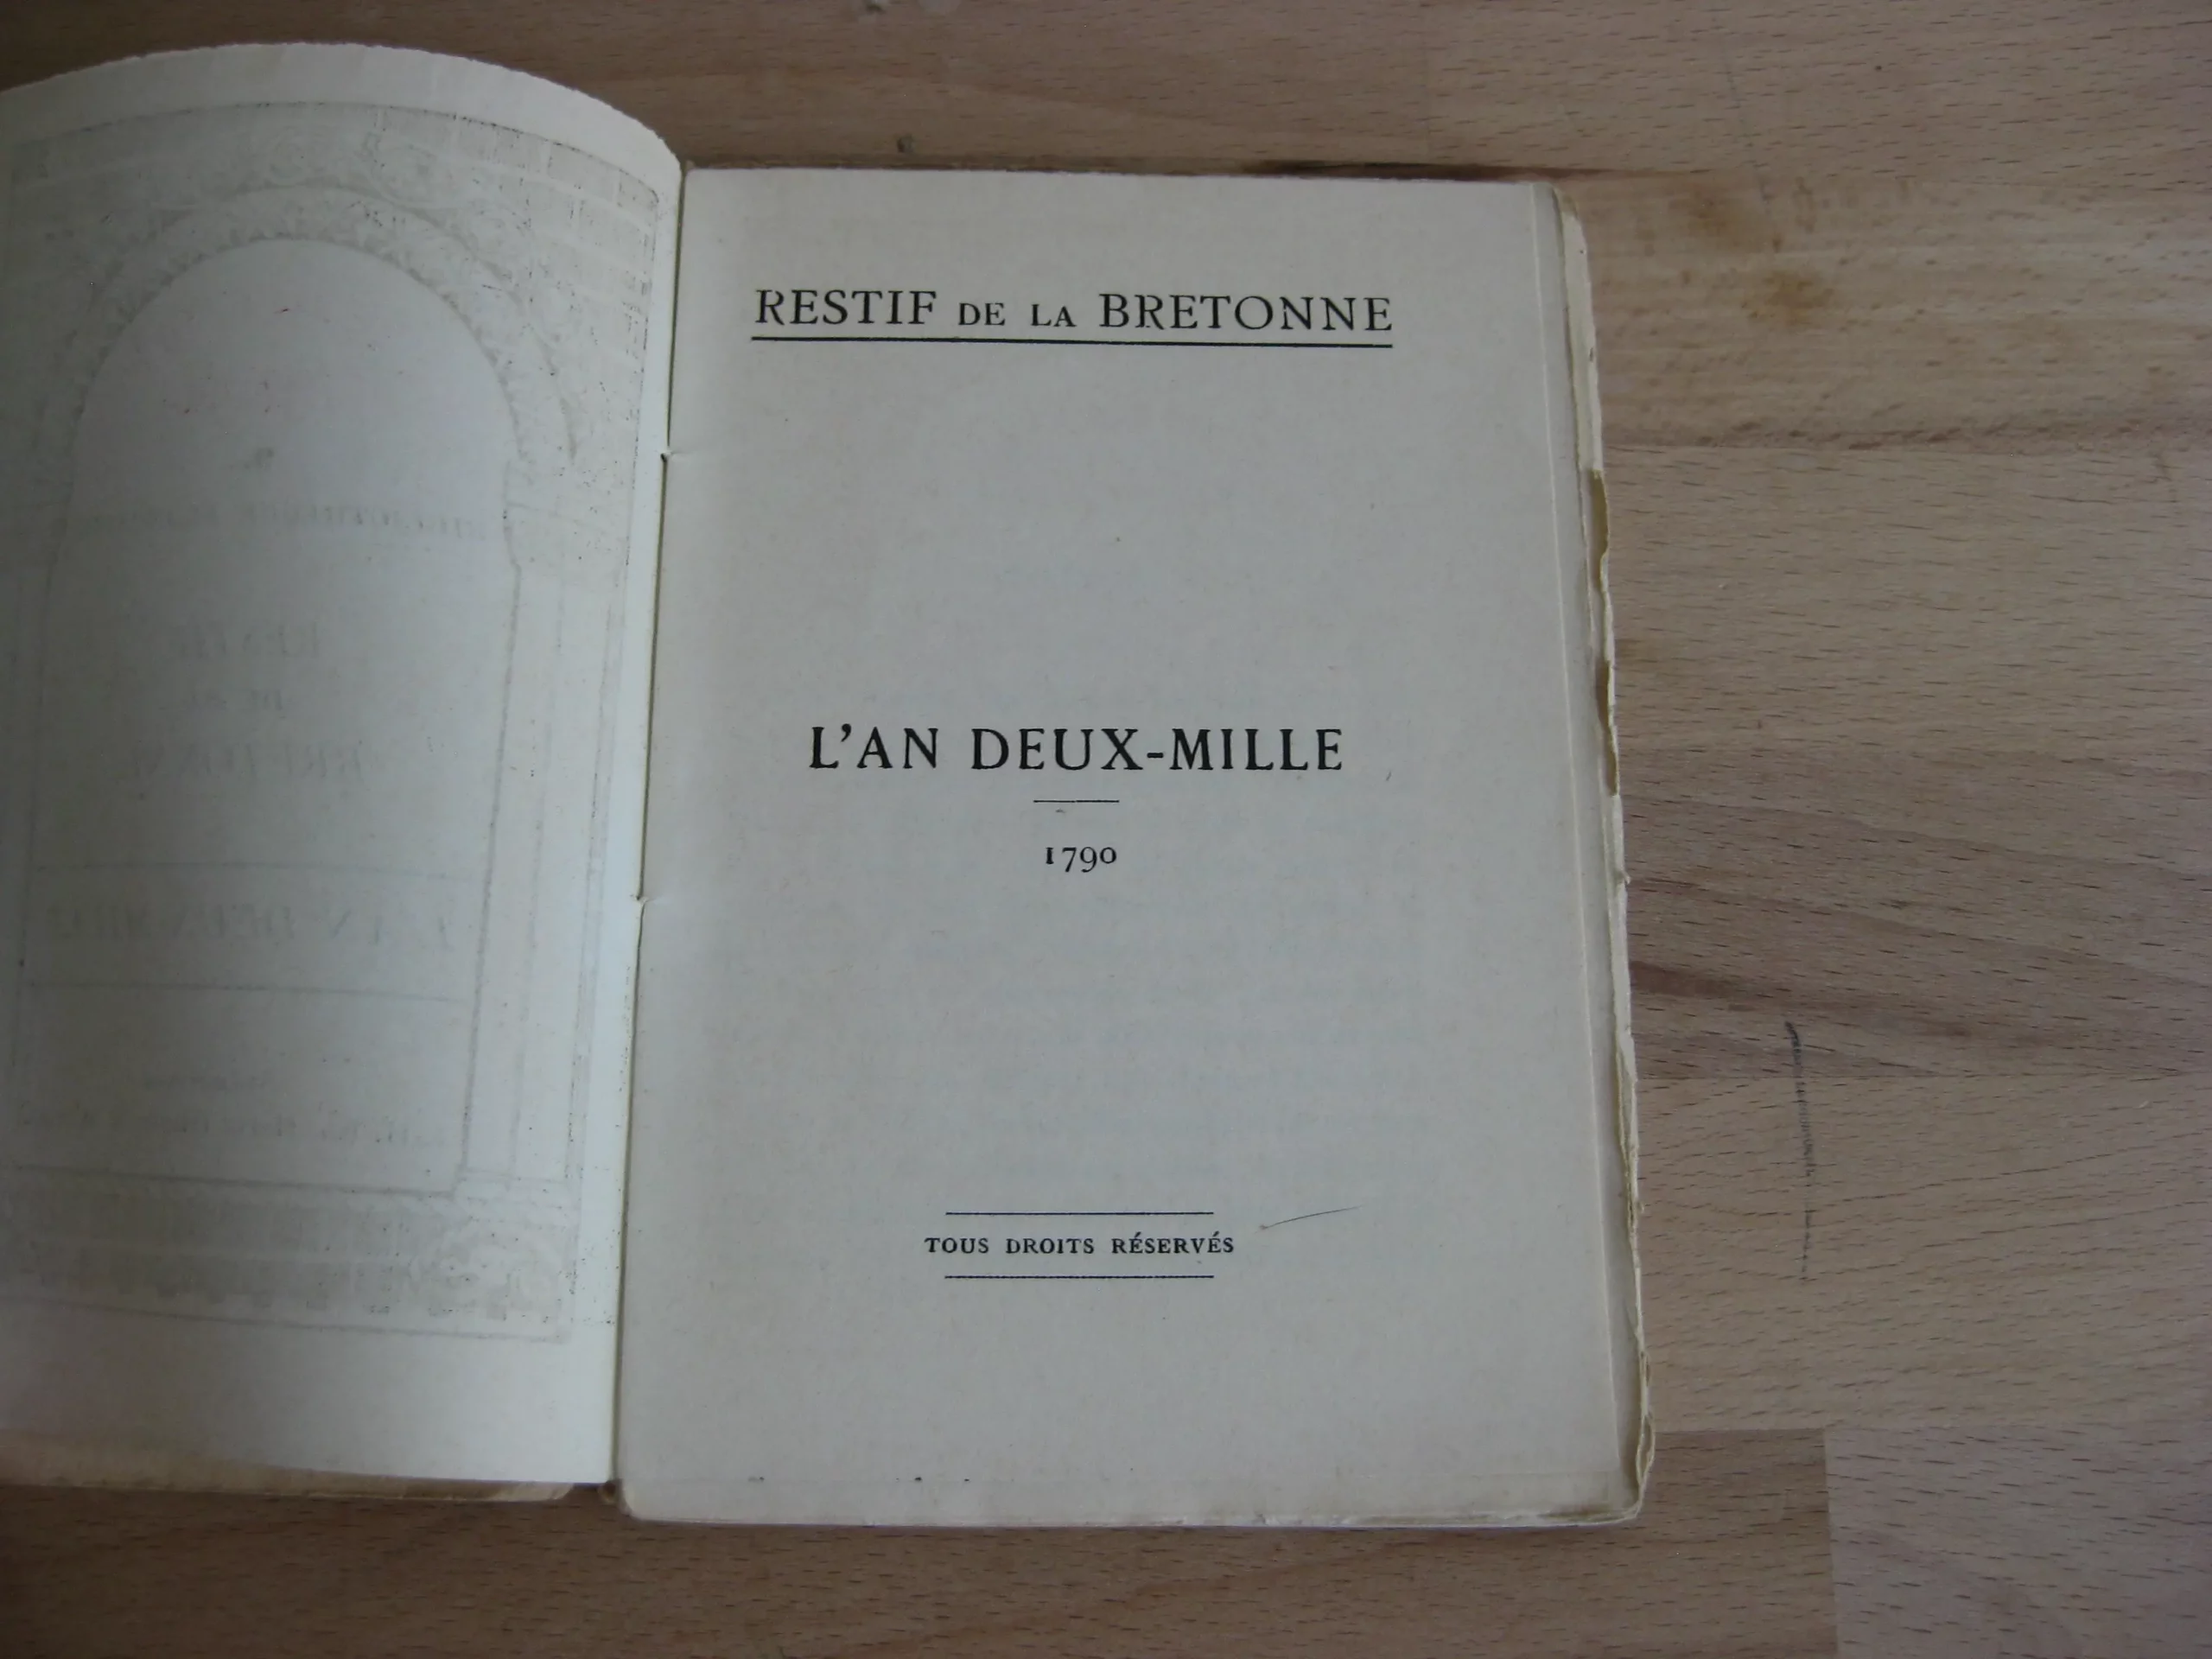 RESTIF DE LA BRETONNE
L'AN DEUX-MILLE
1790
TOUS DROITS RÉSERVÉS